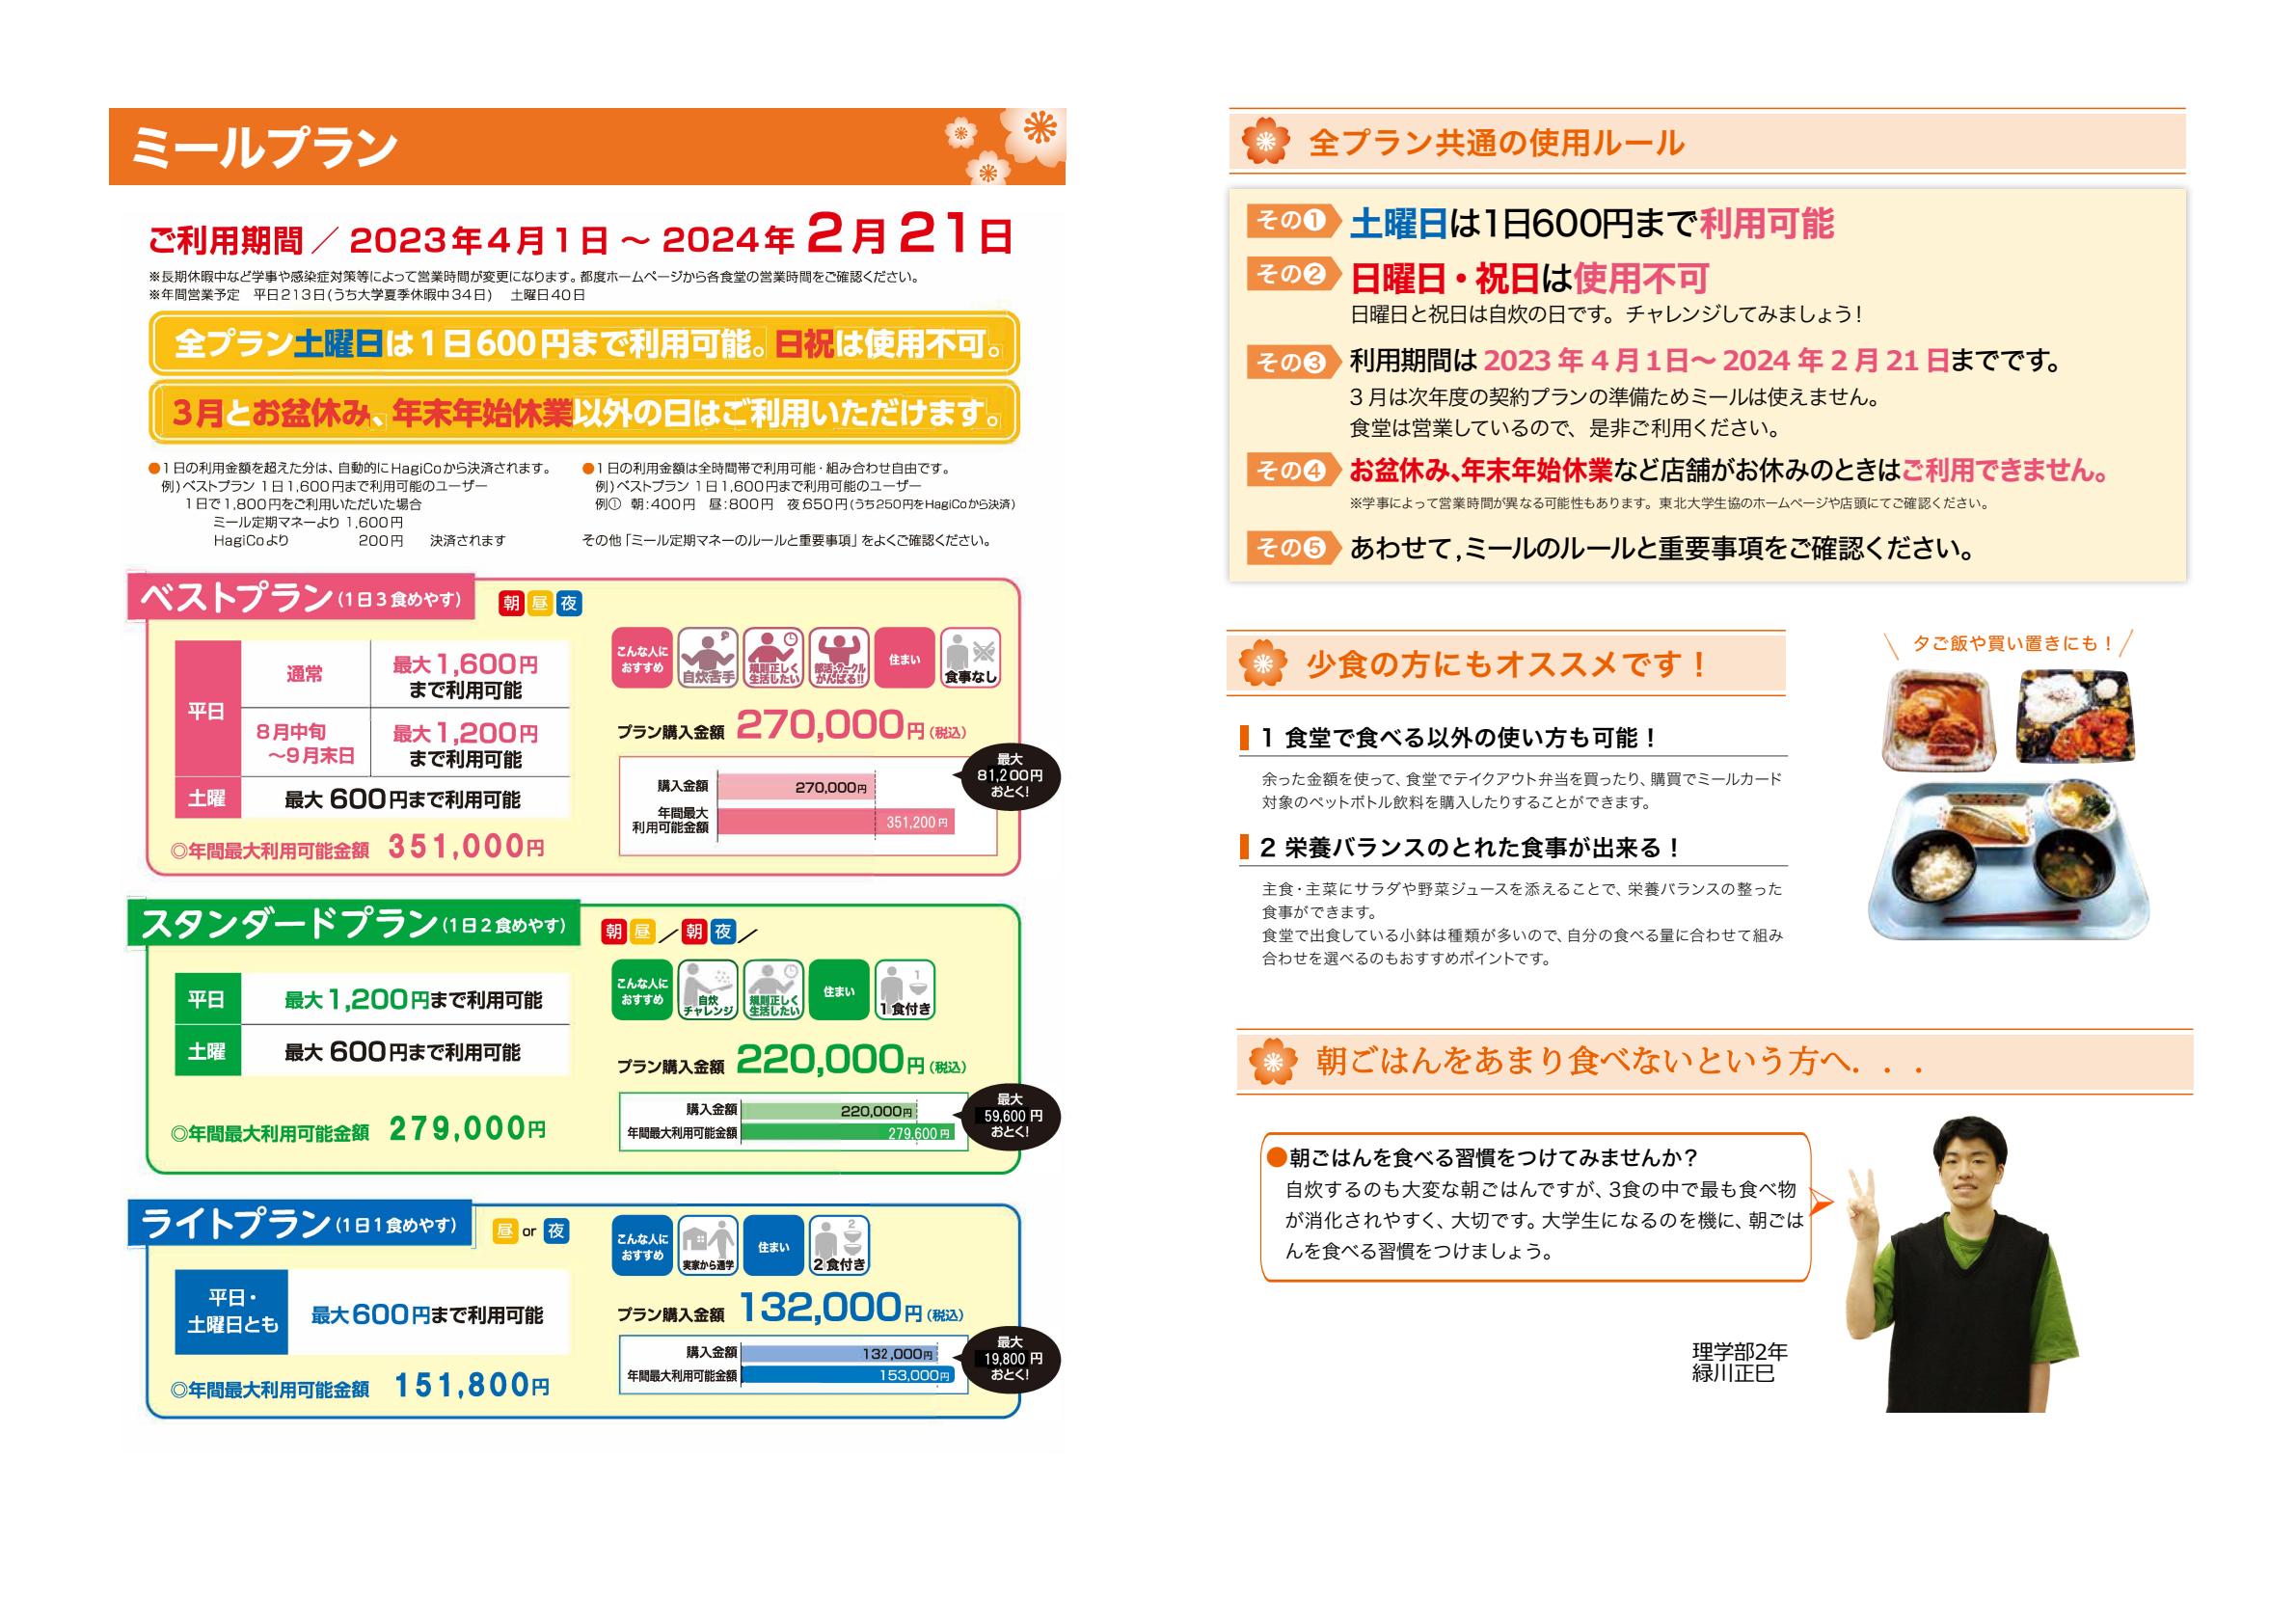 ミールプラン
ご利用期間／2023年4月1日～2024年2月21日
※長期休暇中など学事や感染症対策等によって営業時間が変更になります。都度ホームページから各食堂の営業時間をご確認ください。
※年間営業予定　平日213日(うち大学夏季休暇中34日)　土曜日40日
全プラン土曜日は1日600円まで利用可能。日祝は使用不可。
3月とお盆休み、年末年始休業以外の日はご利用いただけます。
●1日の利用金額を超えた分は、自動的にHagiCoから決済されます。
例)ベストプラン 1日1,600円まで利用可能のユーザー
1日で1,800円をご利用いただいた場合
ミール定期マネーより 1,600円
HagiCoより　200円　決済されます
●1日の利用金額は全時間帯で利用可能・組み合わせ自由です。
例)ベストプラン 1日1,600円まで利用可能のユーザー
例① 朝:400円　昼:800円　夜650円(うち250円をHagiCoから決済)
その他「ミール定期マネーのルールと重要事項」をよくご確認ください。
ベストプラン(1日3食めやす)
朝 昼 夜
平日
通常
最大1,600円
まで利用可能
8月中旬
～9月末日
最大1,200円
まで利用可能
土曜
最大 600円まで利用可能
◎年間最大利用可能金額 351,000円
こんな人に
おすすめ
自炊苦手
規則正しく
生活したい
部活・サークル
がんばる!!
住まい
食事なし
プラン購入金額 270,000円(税込)
購入金額 270,000円
年間最大
利用可能金額
351,200円
最大
81,200円
おとく!
スタンダードプラン(1日2食めやす)
朝 昼／朝 夜／
平日
最大1,200円まで利用可能
土曜
最大 600円まで利用可能
◎年間最大利用可能金額 279,000円
こんな人に
おすすめ
自炊
チャレンジ
規則正しく
生活したい
住まい
1
1食付き
プラン購入金額 220,000円(税込)
購入金額 220,000円
年間最大利用可能金額 279,600円
最大
59,600円
おとく!
ライトプラン(1日1食めやす)
昼 or 夜
平日・
土曜日とも
最大600円まで利用可能
◎年間最大利用可能金額 151,800円
こんな人に
おすすめ
実家から通学
住まい
2
2食付き
プラン購入金額 132,000円(税込)
購入金額 132,000円
年間最大利用可能金額 153,000円
最大
19,800円
おとく!
全プラン共通の使用ルール
その❶ 土曜日は1日600円まで利用可能
その❷ 日曜日・祝日は使用不可
日曜日と祝日は自炊の日です。チャレンジしてみましょう！
その❸ 利用期間は 2023 年 4 月 1日～ 2024 年 2 月 21 日までです。
3 月は次年度の契約プランの準備ためミールは使えません。
食堂は営業しているので、是非ご利用ください。
その❹ お盆休み、年末年始休業など店舗がお休みのときはご利用できません。
※学事によって営業時間が異なる可能性もあります。東北大学生協のホームページや店頭にてご確認ください。
その❺ あわせて,ミールのルールと重要事項をご確認ください。
少食の方にもオススメです！
1 食堂で食べる以外の使い方も可能！
余った金額を使って、食堂でテイクアウト弁当を買ったり、購買でミールカード
対象のペットボトル飲料を購入したりすることができます。
2 栄養バランスのとれた食事が出来る！
主食・主菜にサラダや野菜ジュースを添えることで、栄養バランスの整った
食事ができます。
食堂で出食している小鉢は種類が多いので、自分の食べる量に合わせて組み
合わせを選べるのもおすすめポイントです。
夕ご飯や買い置きにも！
朝ごはんをあまり食べないという方へ．．．
●朝ごはんを食べる習慣をつけてみませんか？
自炊するのも大変な朝ごはんですが、3食の中で最も食べ物
が消化されやすく、大切です。大学生になるのを機に、朝ごは
んを食べる習慣をつけましょう。
理学部2年
緑川正巳